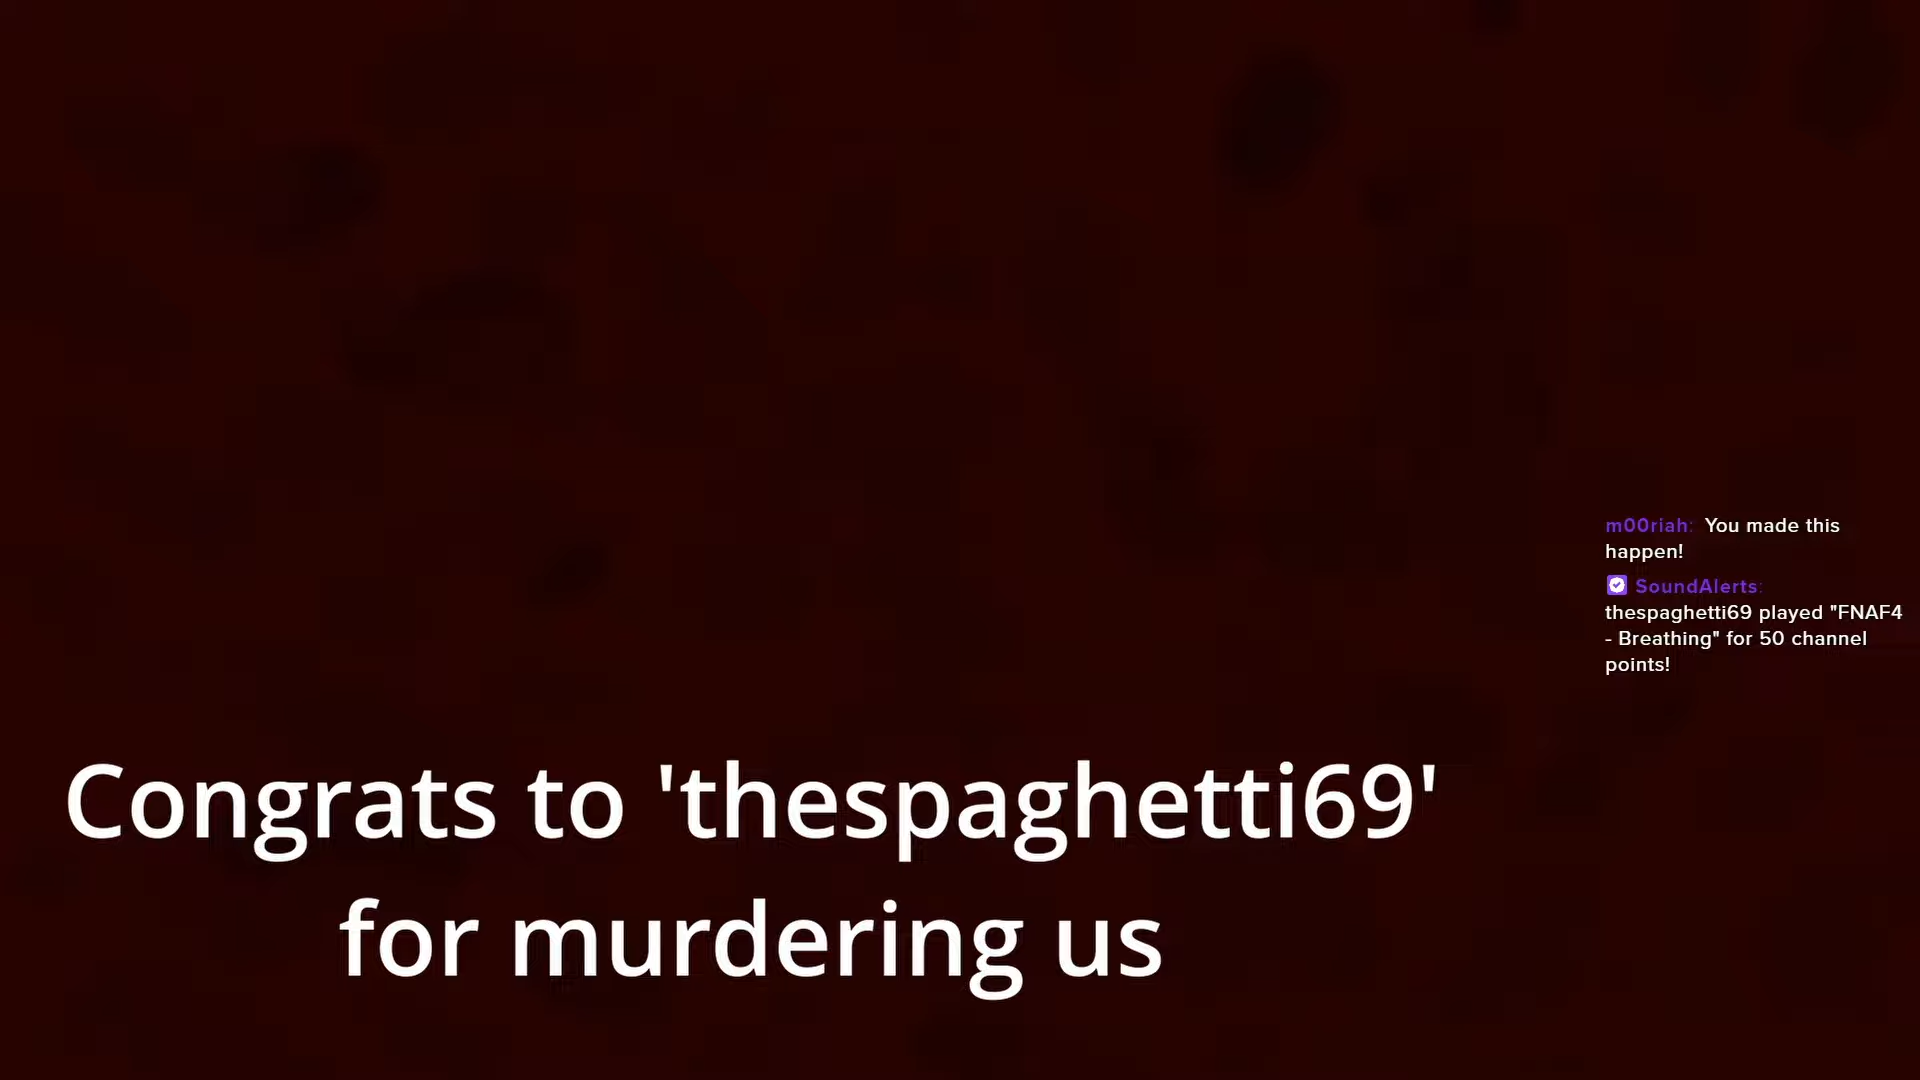 m00riah: You made this
happen!
SoundAlerts:
thespaghetti69 played "FNAF4
- Breathing" for 50 channel
points!
Congrats to 'thespaghetti69'
for murdering us